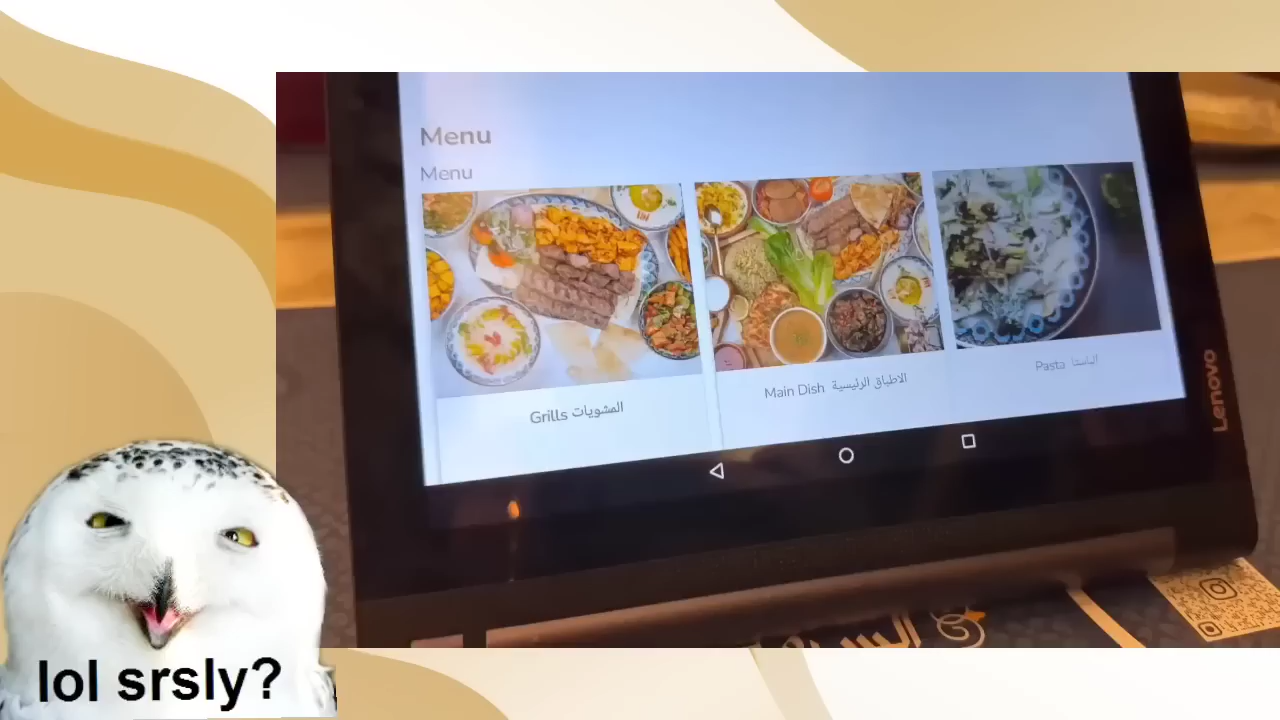 Menu
Menu
Grills المشويات
Main Dish الاطباق الرئيسية
Pasta الباستا
Lenovo
lol srsly?